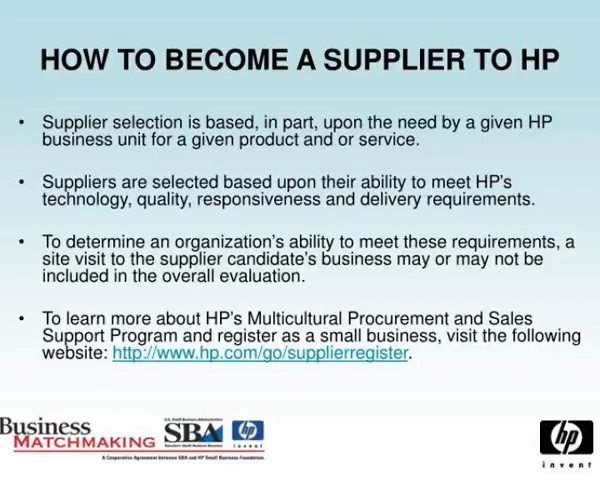 HOW TO BECOME A SUPPLIER TO HP
• Supplier selection is based, in part, upon the need by a given HP
business unit for a given product and or service.
• Suppliers are selected based upon their ability to meet HP's
technology, quality, responsiveness and delivery requirements.
• To determine an organization's ability to meet these requirements, a
site visit to the supplier candidate's business may or may not be
included in the overall evaluation.
• To learn more about HP's Multicultural Procurement and Sales
Support Program and register as a small business, visit the following
website: http://www.hp.com/go/supplierregister.
Business
MATCHMAKING
U.S. Small Business Administration
SBA
hp
invent
A Cooperative Agreement between SBA and HP Small Business Foundation.
hp
invent